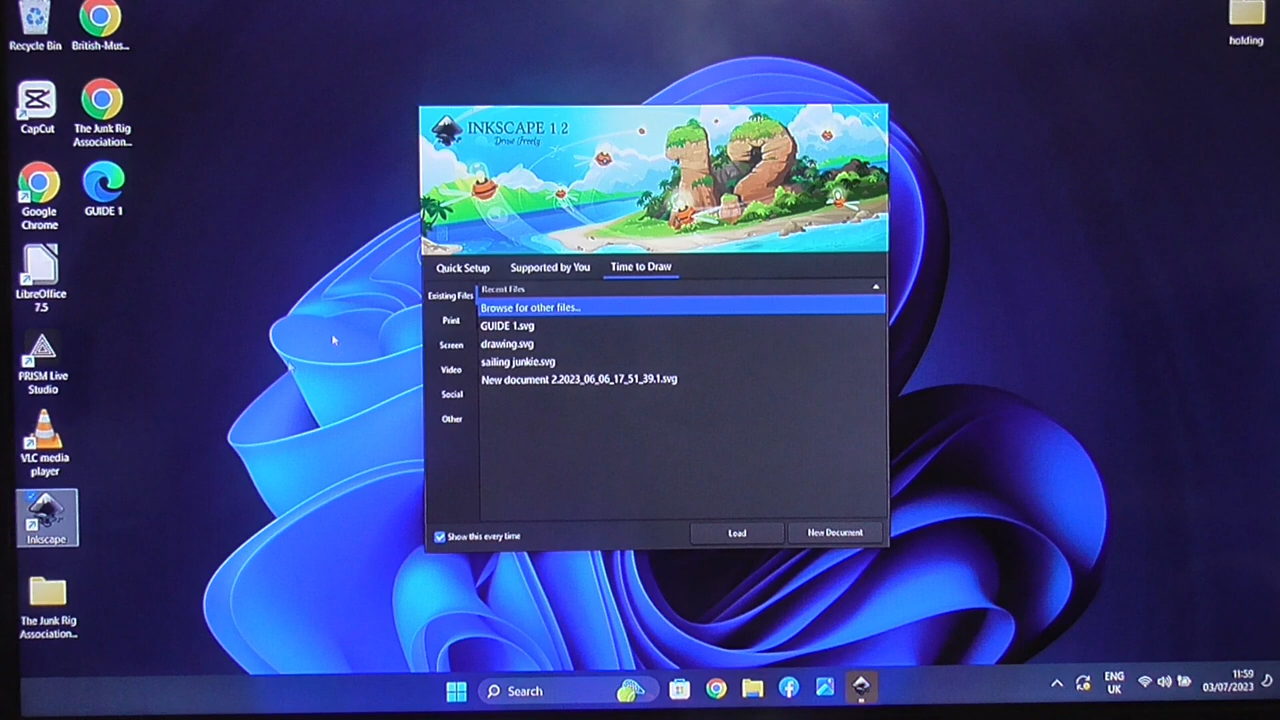 Recycle Bin
British-Mus...
CapCut
The Junk Rig
Association...
Google
Chrome
GUIDE 1
LibreOffice
7.5
PRISM Live
Studio
VLC media
player
Inkscape
The Junk Rig
Association...
holding
INKSCAPE 1.2
Draw Freely
12
Quick Setup
Supported by You
Time to Draw
Existing Files
Print
Screen
Video
Social
Other
Recent Files
Browse for other files...
GUIDE 1.svg
drawing.svg
sailing junkie.svg
New document 2.2023_06_06_17_51_39.1.svg
Show this every time
Load
New Document
Search
ENG
UK
11:59
03/07/2023